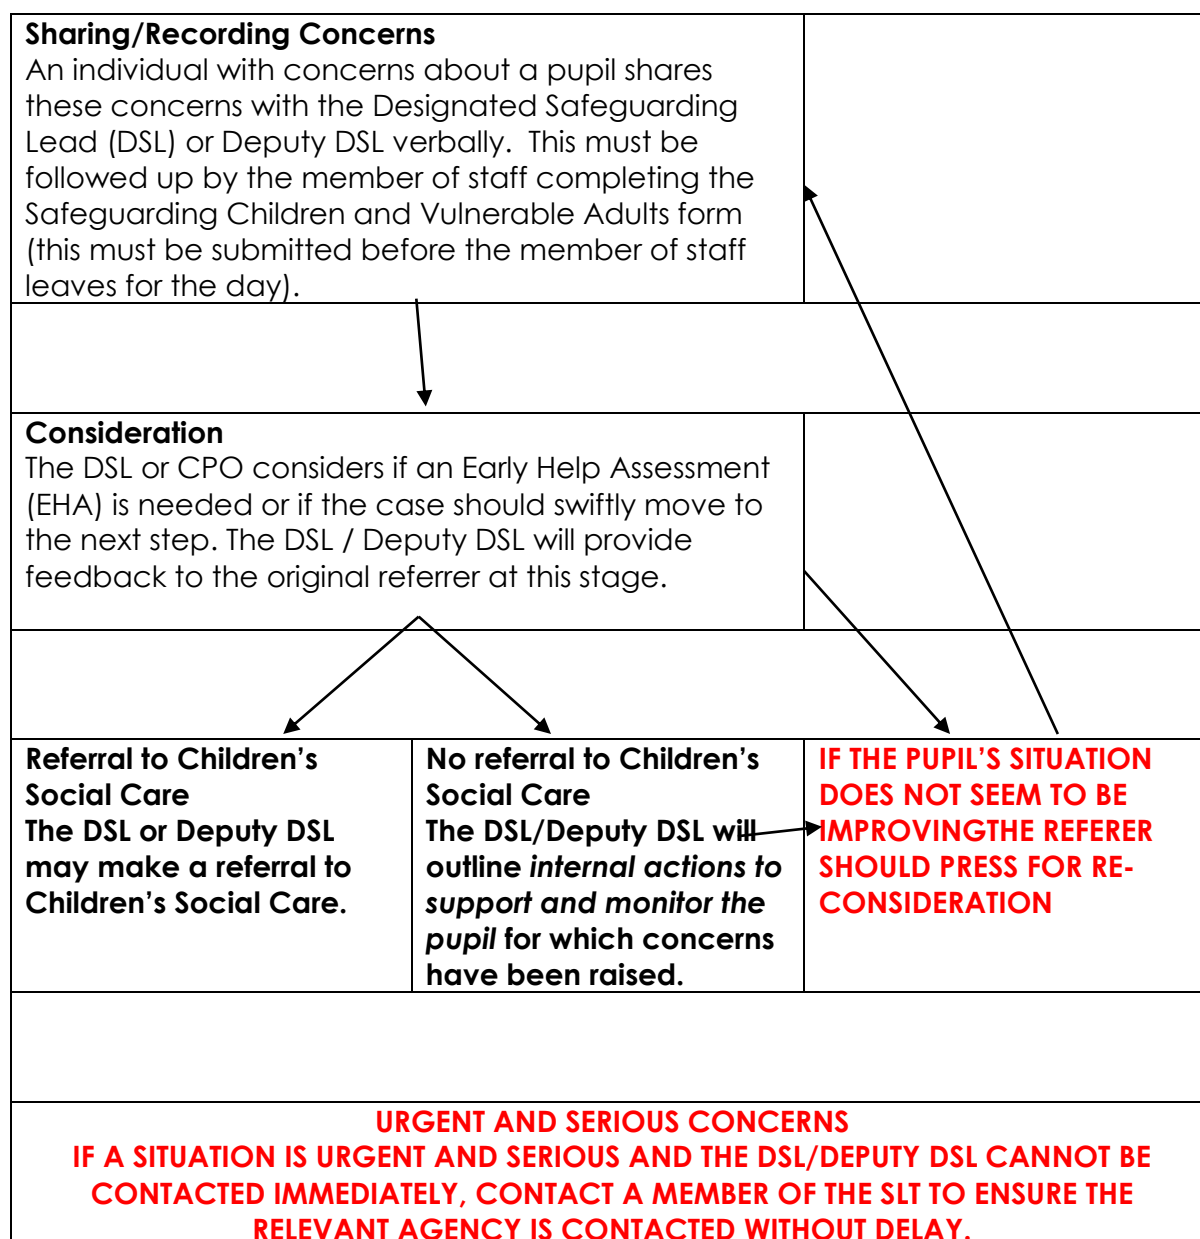 Sharing/Recording Concerns
An individual with concerns about a pupil shares
these concerns with the Designated Safeguarding
Lead (DSL) or Deputy DSL verbally.  This must be
followed up by the member of staff completing the
Safeguarding Children and Vulnerable Adults form
(this must be submitted before the member of staff
leaves for the day).
Consideration
The DSL or CPO considers if an Early Help Assessment
(EHA) is needed or if the case should swiftly move to
the next step. The DSL / Deputy DSL will provide
feedback to the original referrer at this stage.
Referral to Children’s
Social Care
The DSL or Deputy DSL
may make a referral to
Children’s Social Care.
No referral to Children’s
Social Care
The DSL/Deputy DSL will
outline internal actions to
support and monitor the
pupil for which concerns
have been raised.
IF THE PUPIL’S SITUATION
DOES NOT SEEM TO BE
IMPROVINGTHE REFERER
SHOULD PRESS FOR RE-
CONSIDERATION
URGENT AND SERIOUS CONCERNS
IF A SITUATION IS URGENT AND SERIOUS AND THE DSL/DEPUTY DSL CANNOT BE
CONTACTED IMMEDIATELY, CONTACT A MEMBER OF THE SLT TO ENSURE THE
RELEVANT AGENCY IS CONTACTED WITHOUT DELAY.